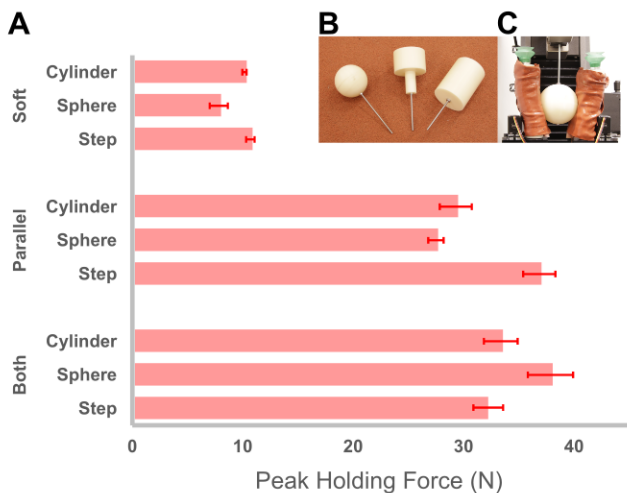 A
B
C
Soft
Cylinder
Sphere
Step
Parallel
Cylinder
Sphere
Step
Both
Cylinder
Sphere
Step
0 10 20 30 40
Peak Holding Force (N)